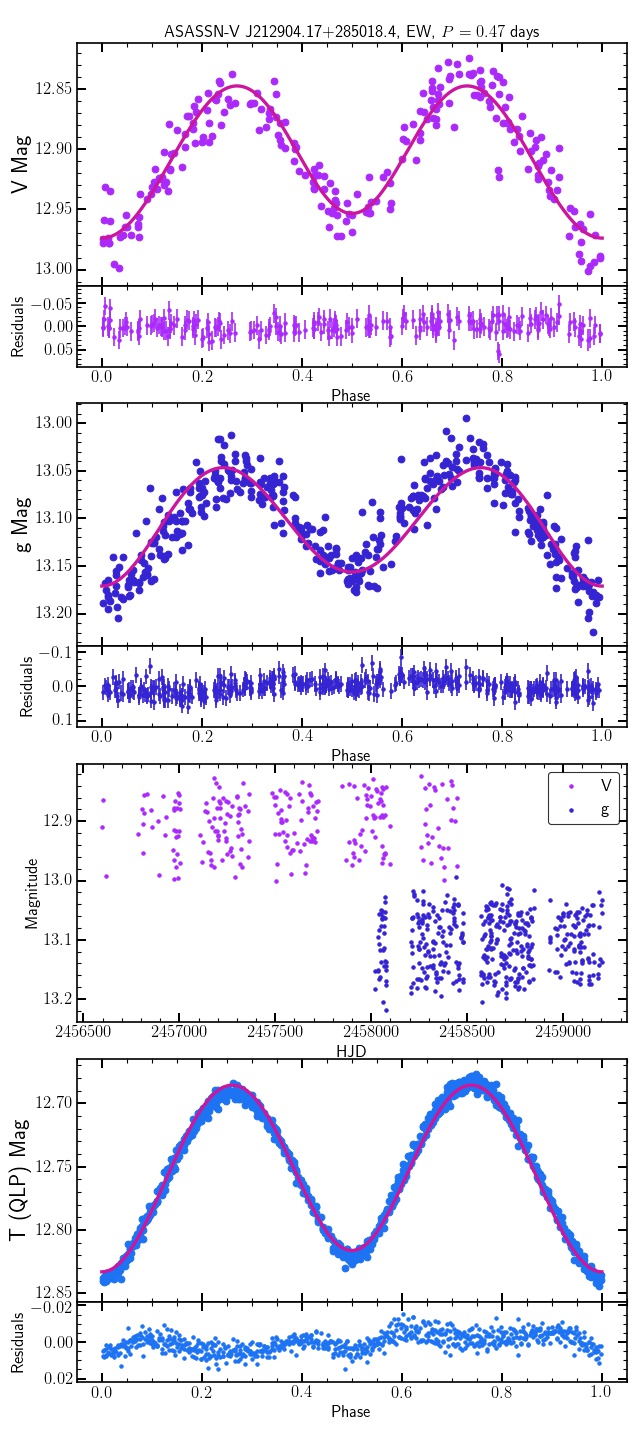 ASASSN-V J212904.17+285018.4, EW, P = 0.47 days
V Mag
12.85
12.90
12.95
13.00
Residuals
−0.05
0.00
0.05
0.0 0.2 0.4 0.6 0.8 1.0
Phase
g Mag
13.00
13.05
13.10
13.15
13.20
Residuals
−0.1
0.0
0.1
0.0 0.2 0.4 0.6 0.8 1.0
Phase
Magnitude
12.9
13.0
13.1
13.2
V
g
2456500 2457000 2457500 2458000 2458500 2459000
HJD
T (QLP) Mag
12.70
12.75
12.80
12.85
Residuals
−0.02
0.00
0.02
0.0 0.2 0.4 0.6 0.8 1.0
Phase